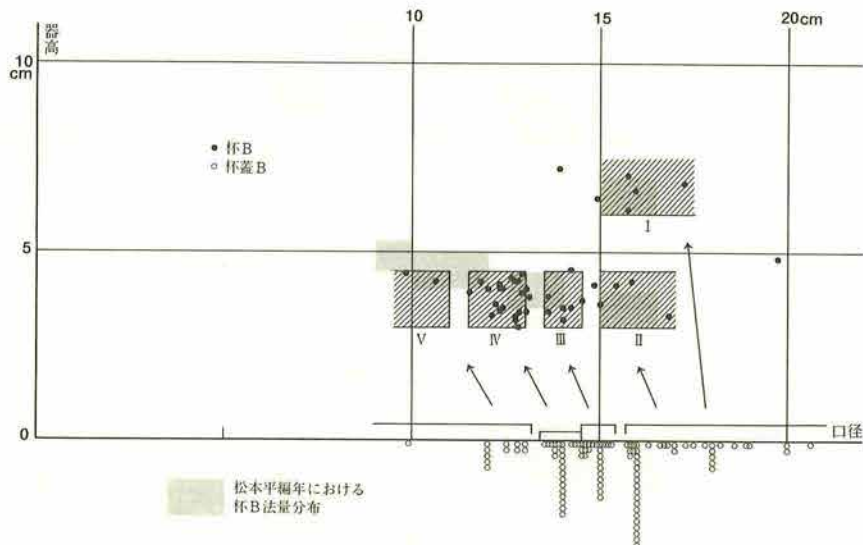 10
15
20cm
器高
10
cm
● 杯B
○ 杯蓋B
5
I
V
IV
III
II
0
口径
松本平編年における
杯B法量分布